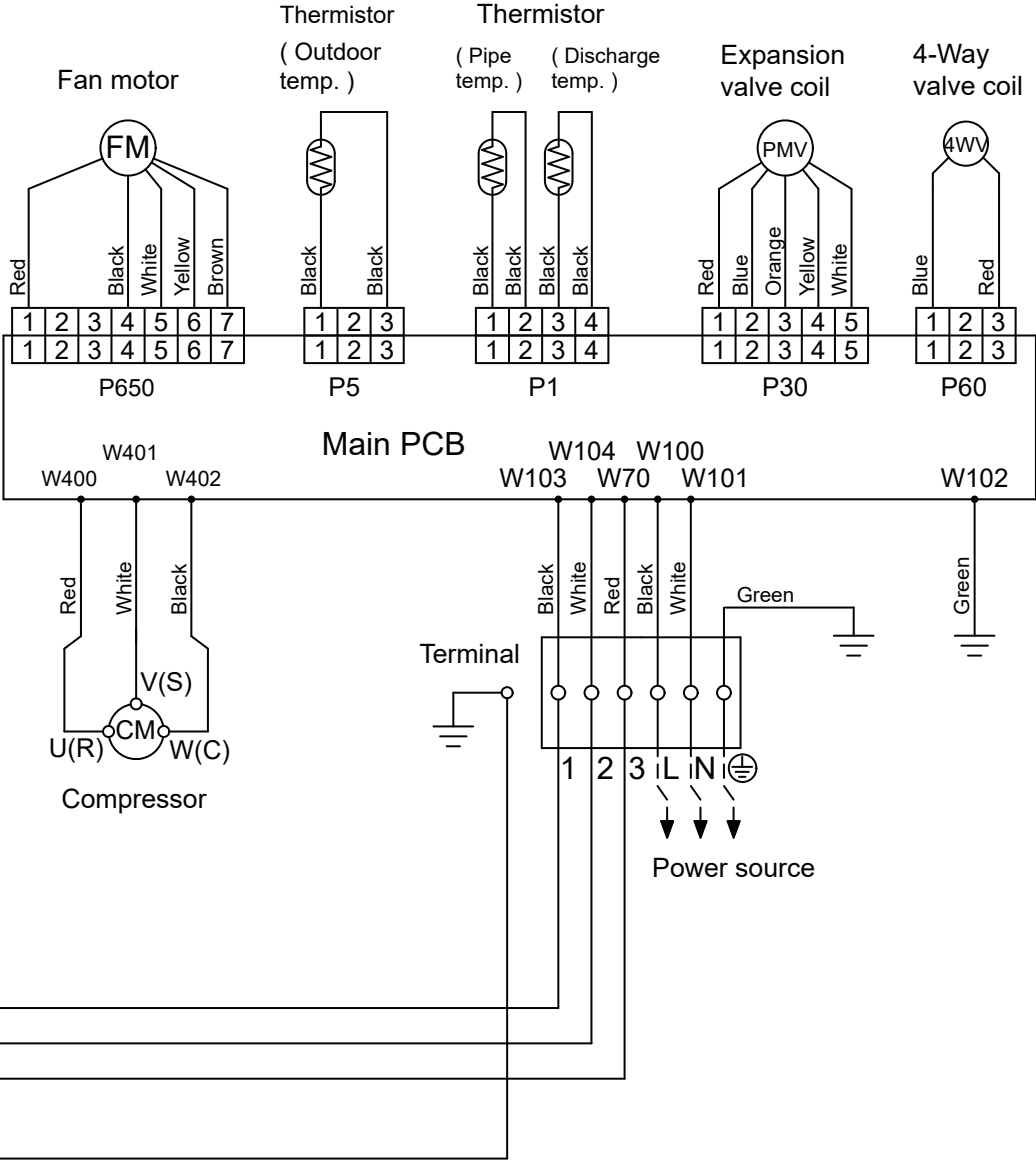 Thermistor
Thermistor
( Outdoor
temp. )
( Pipe
temp. )
( Discharge
temp. )
Fan motor
Expansion
valve coil
4-Way
valve coil
FM
PMV
4WV
Red
Black
White
Yellow
Brown
Black
Black
Black
Black
Black
Black
Red
Blue
Orange
Yellow
White
Blue
Red
1 2 3 4 5 6 7
1 2 3
1 2 3 4
1 2 3 4 5
1 2 3
1 2 3 4 5 6 7
1 2 3
1 2 3 4
1 2 3 4 5
1 2 3
P650
P5
P1
P30
P60
Main PCB
W401
W400
W402
W104
W100
W103
W70
W101
W102
Red
White
Black
Black
White
Red
Black
White
Green
Green
Terminal
V(S)
CM
U(R)
W(C)
Compressor
1 2 3 L N
Power source